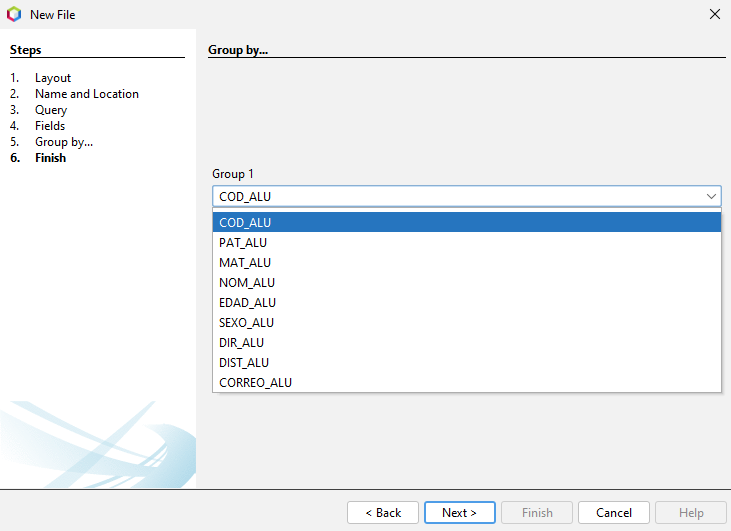 New File
Steps
1. Layout
2. Name and Location
3. Query
4. Fields
5. Group by...
6. Finish
Group by...
Group 1
COD_ALU
COD_ALU
PAT_ALU
MAT_ALU
NOM_ALU
EDAD_ALU
SEXO_ALU
DIR_ALU
DIST_ALU
CORREO_ALU
< Back Next > Finish Cancel Help